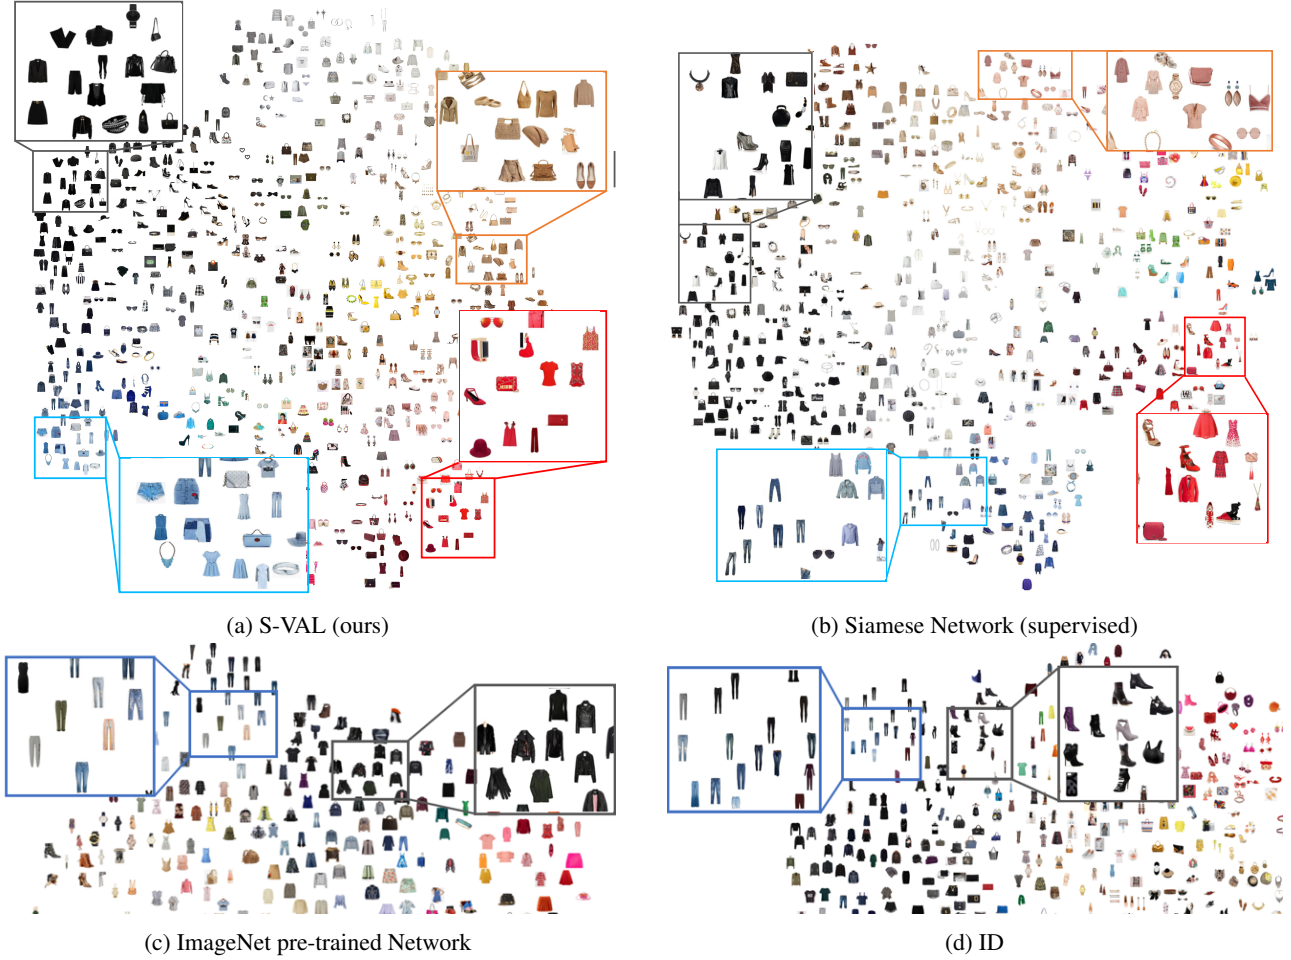 (a) S-VAL (ours)
(b) Siamese Network (supervised)
(c) ImageNet pre-trained Network
(d) ID